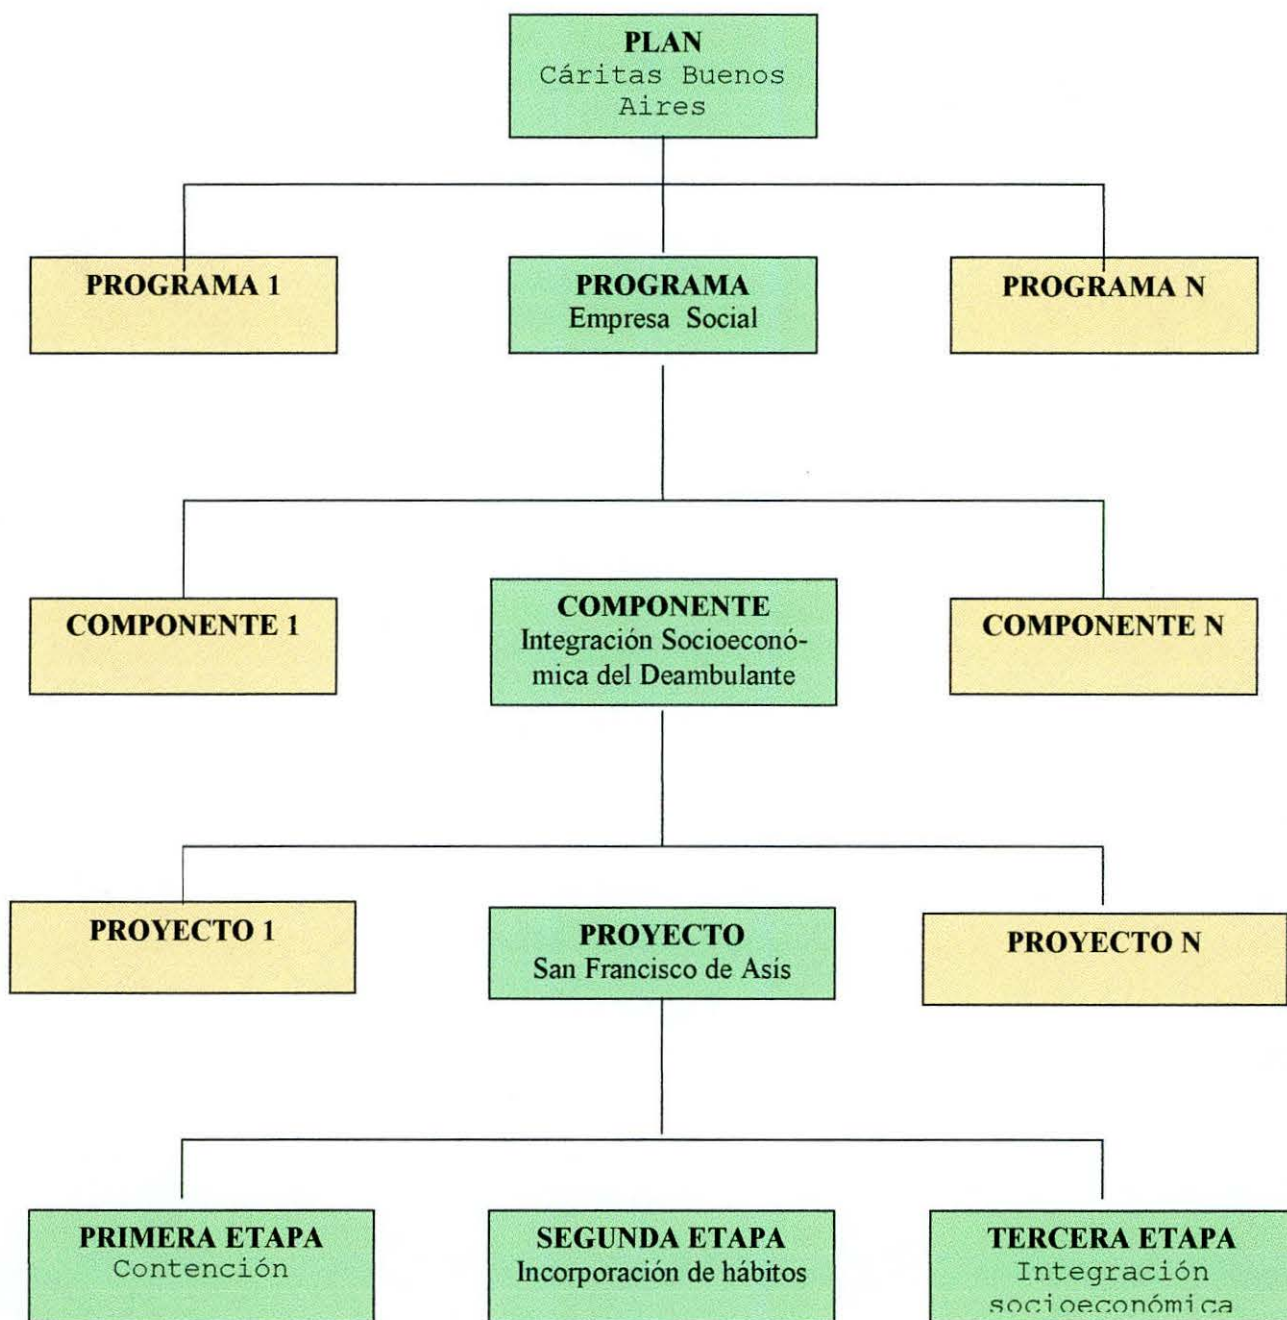 PLAN
Cáritas Buenos
Aires
PROGRAMA 1
PROGRAMA
Empresa Social
PROGRAMA N
COMPONENTE 1
COMPONENTE
Integración Socioeconó-
mica del Deambulante
COMPONENTE N
PROYECTO 1
PROYECTO
San Francisco de Asís
PROYECTO N
PRIMERA ETAPA
Contención
SEGUNDA ETAPA
Incorporación de hábitos
TERCERA ETAPA
Integración
socioeconómica